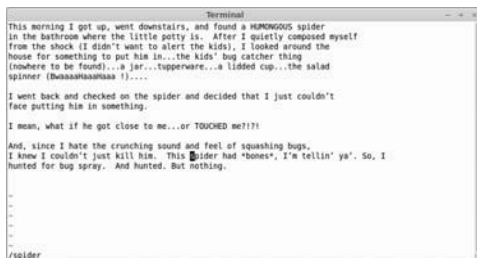 Terminal
This morning I got up, went downstairs, and found a HUMONGOUS spider
in the bathroom where the little potty is.  After I quietly composed myself
from the shock (I didn't want to alert the kids), I looked around the
house for something to put him in...the kids' bug catcher thing
(nowhere to be found)...a jar...tupperware...a lidded cup...the salad
spinner (BwaaaaHaaaHaaa !)....
I went back and checked on the spider and decided that I just couldn't
face putting him in something.
I mean, what if he got close to me...or TOUCHED me?!?!
And, since I hate the crunching sound and feel of squashing bugs,
I knew I couldn't just kill him.  This spider had *bones*, I'm tellin' ya'. So, I
hunted for bug spray.  And hunted. But nothing.
~
~
~
~
~
/spider